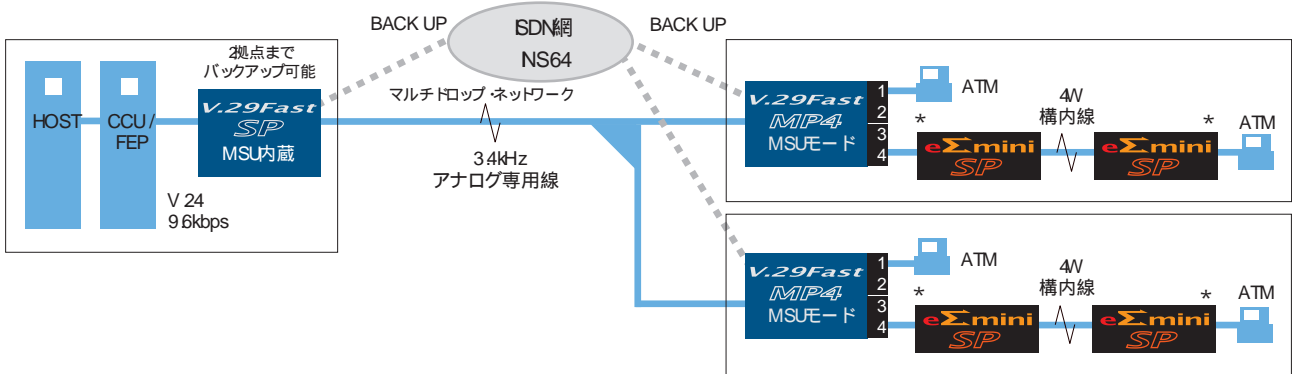 BACK UP
ISDN網
INS64
BACK UP
2拠点まで
バックアップ可能
HOST
CCU /
FEP
V.29Fast
SP
MSU内蔵
V.24
9.6kbps
マルチドロップ・ネットワーク
3.4kHz
アナログ専用線
V.29Fast
MP4
MSUモード
1
2
3
4
ATM
*
eΣmini
SP
4W
構内線
*
eΣmini
SP
ATM
V.29Fast
MP4
MSUモード
1
2
3
4
ATM
*
eΣmini
SP
4W
構内線
*
eΣmini
SP
ATM